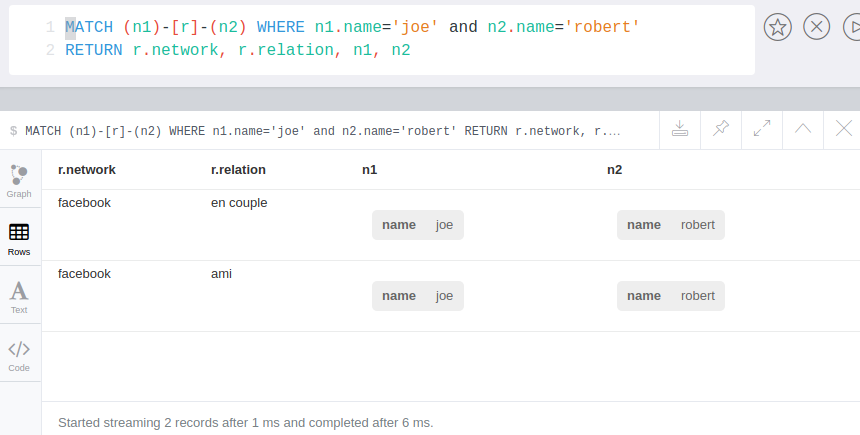 1 MATCH (n1)-[r]-(n2) WHERE n1.name='joe' and n2.name='robert'
2 RETURN r.network, r.relation, n1, n2
$ MATCH (n1)-[r]-(n2) WHERE n1.name='joe' and n2.name='robert' RETURN r.network, r.…
Graph
Rows
Text
Code
r.network r.relation n1 n2
facebook en couple name joe name robert
facebook ami name joe name robert
Started streaming 2 records after 1 ms and completed after 6 ms.